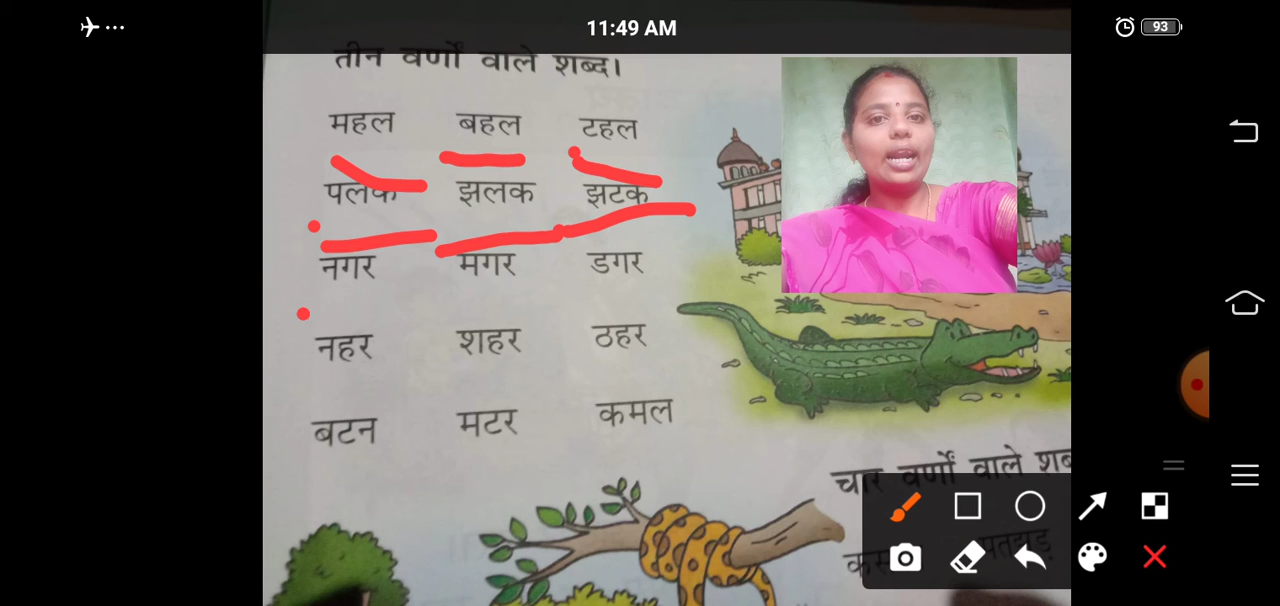 11:49 AM
93
तीन वर्णों वाले शब्द।
महल बहल टहल
पलक झलक झटक
नगर मगर डगर
नहर शहर ठहर
बटन मटर कमल
चार वर्णों वाले